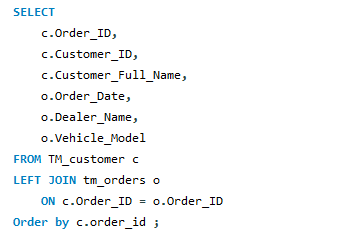 SELECT
    c.Order_ID,
    c.Customer_ID,
    c.Customer_Full_Name,
    o.Order_Date,
    o.Dealer_Name,
    o.Vehicle_Model
FROM TM_customer c
LEFT JOIN tm_orders o
    ON c.Order_ID = o.Order_ID
Order by c.order_id ;